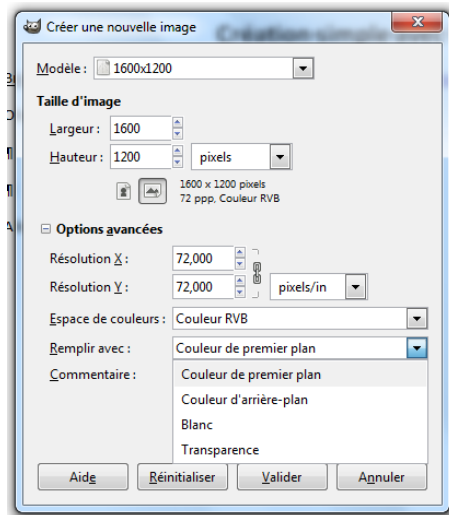 Créer une nouvelle image
Modèle : 1600x1200
Taille d'image
Largeur : 1600
Hauteur : 1200 pixels
1600 x 1200 pixels
72 ppp, Couleur RVB
Options avancées
Résolution X : 72,000
Résolution Y : 72,000 pixels/in
Espace de couleurs : Couleur RVB
Remplir avec : Couleur de premier plan
Commentaire : Couleur de premier plan
Couleur d'arrière-plan
Blanc
Transparence
Aide Réinitialiser Valider Annuler